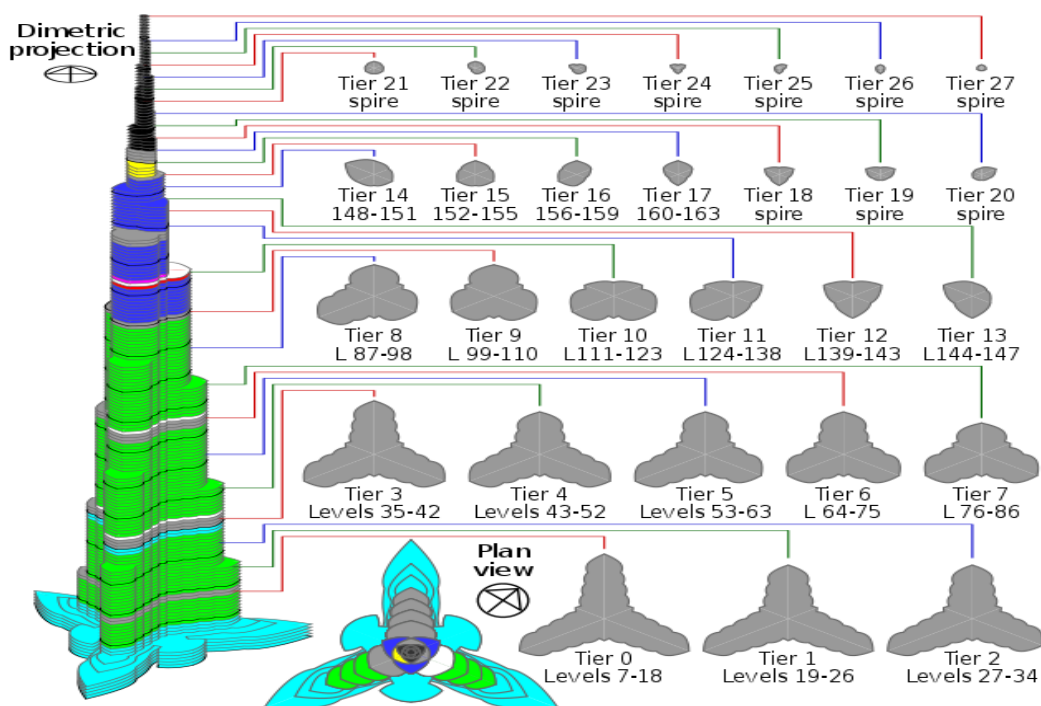 Dimetric
projection
Tier 21 Tier 22 Tier 23 Tier 24 Tier 25 Tier 26 Tier 27
spire spire spire spire spire spire spire
Tier 14 Tier 15 Tier 16 Tier 17 Tier 18 Tier 19 Tier 20
148-151 152-155 156-159 160-163 spire spire spire
Tier 8 Tier 9 Tier 10 Tier 11 Tier 12 Tier 13
L 87-98 L 99-110 L111-123 L124-138 L139-143 L144-147
Tier 3 Tier 4 Tier 5 Tier 6 Tier 7
Levels 35-42 Levels 43-52 Levels 53-63 L 64-75 L 76-86
Plan
view
Tier 0 Tier 1 Tier 2
Levels 7-18 Levels 19-26 Levels 27-34